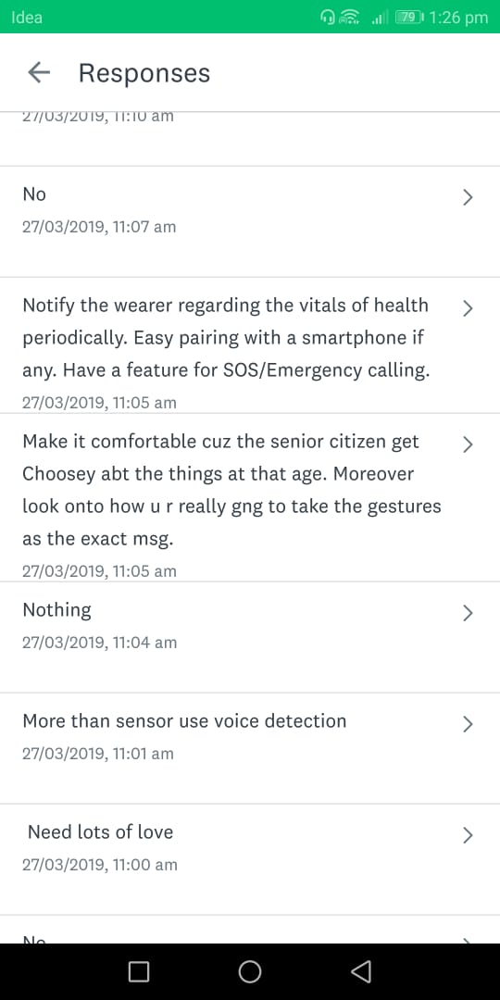 Idea
79 1:26 pm
Responses
27/03/2019, 11:10 am
No
27/03/2019, 11:07 am
Notify the wearer regarding the vitals of health
periodically. Easy pairing with a smartphone if
any. Have a feature for SOS/Emergency calling.
27/03/2019, 11:05 am
Make it comfortable cuz the senior citizen get
Choosey abt the things at that age. Moreover
look onto how u r really gng to take the gestures
as the exact msg.
27/03/2019, 11:05 am
Nothing
27/03/2019, 11:04 am
More than sensor use voice detection
27/03/2019, 11:01 am
Need lots of love
27/03/2019, 11:00 am
No